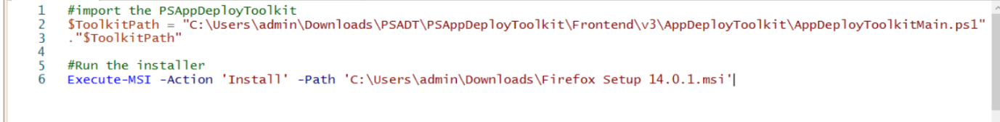 1 #import the PSAppDeployToolkit
2 $ToolkitPath = "C:\Users\admin\Downloads\PSADT\PSAppDeployToolkit\Frontend\v3\AppDeployToolkit\AppDeployToolkitMain.ps1"
3 ."$ToolkitPath"
4
5 #Run the installer
6 Execute-MSI -Action 'Install' -Path 'C:\Users\admin\Downloads\Firefox Setup 14.0.1.msi'